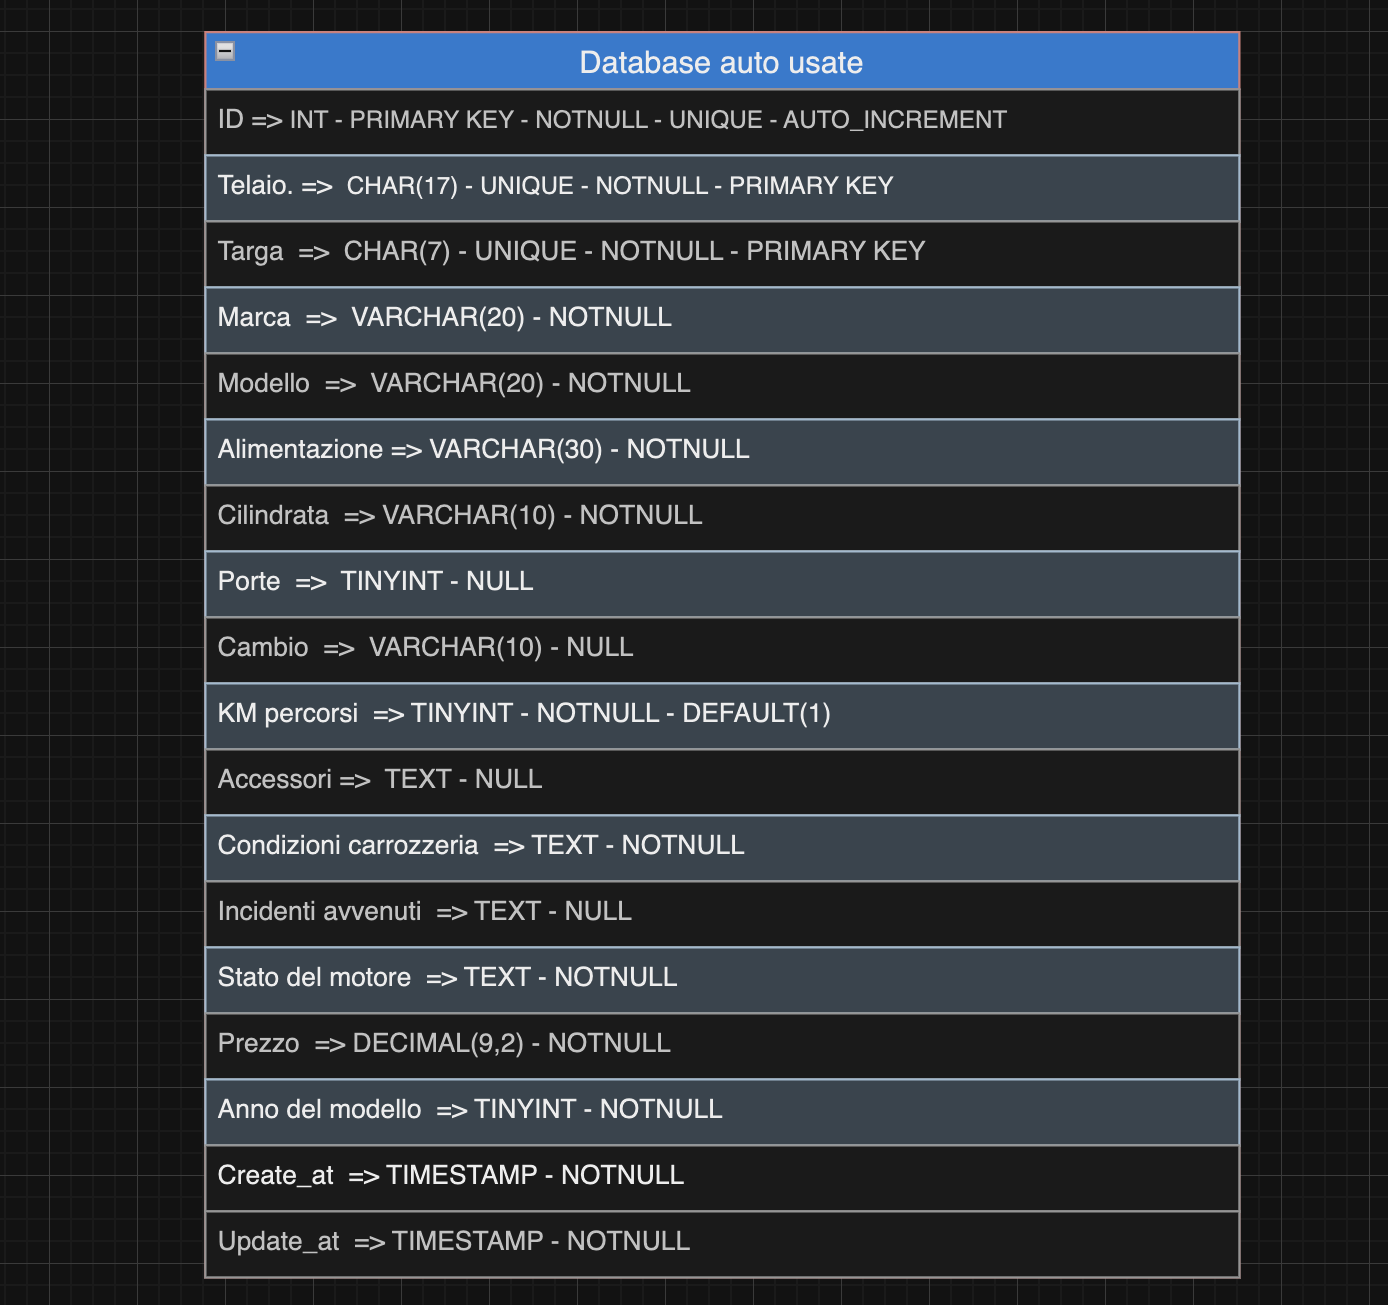 Database auto usate
ID => INT - PRIMARY KEY - NOTNULL - UNIQUE - AUTO_INCREMENT
Telaio. => CHAR(17) - UNIQUE - NOTNULL - PRIMARY KEY
Targa => CHAR(7) - UNIQUE - NOTNULL - PRIMARY KEY
Marca => VARCHAR(20) - NOTNULL
Modello => VARCHAR(20) - NOTNULL
Alimentazione => VARCHAR(30) - NOTNULL
Cilindrata => VARCHAR(10) - NOTNULL
Porte => TINYINT - NULL
Cambio => VARCHAR(10) - NULL
KM percorsi => TINYINT - NOTNULL - DEFAULT(1)
Accessori => TEXT - NULL
Condizioni carrozzeria => TEXT - NOTNULL
Incidenti avvenuti => TEXT - NULL
Stato del motore => TEXT - NOTNULL
Prezzo => DECIMAL(9,2) - NOTNULL
Anno del modello => TINYINT - NOTNULL
Create_at => TIMESTAMP - NOTNULL
Update_at => TIMESTAMP - NOTNULL